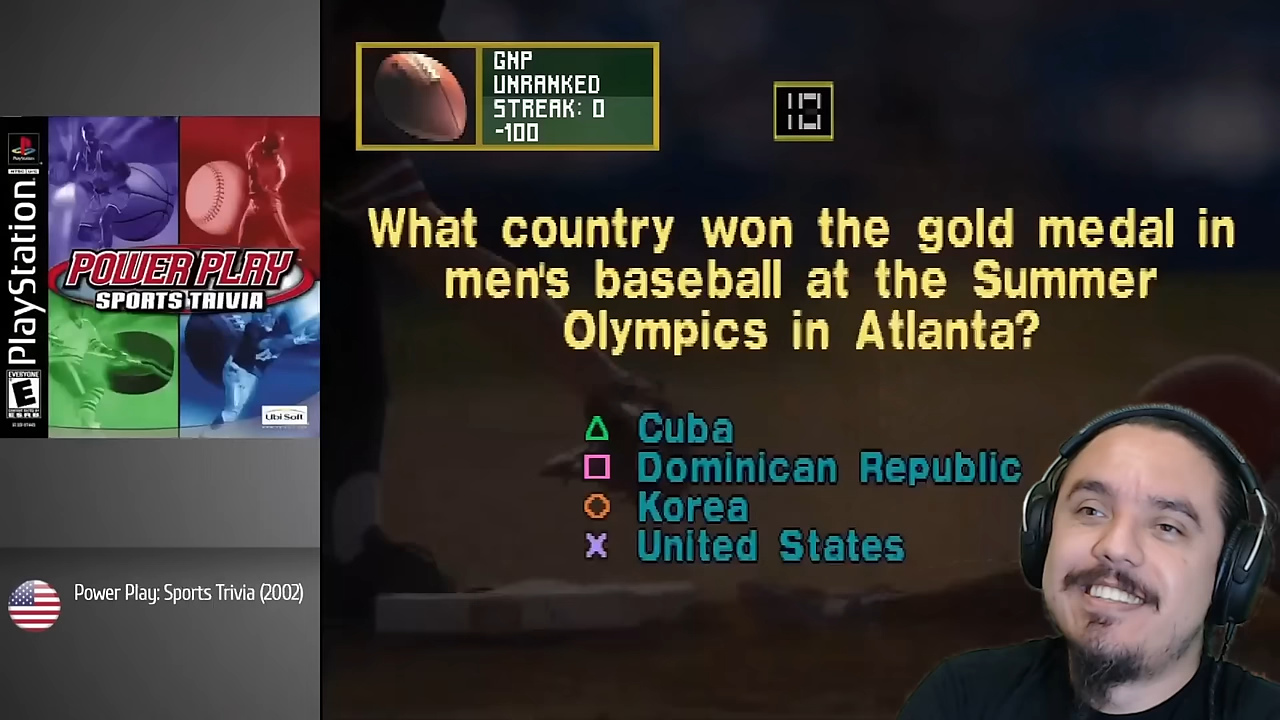 GNP
UNRANKED
STREAK: 0
-100
10
What country won the gold medal in
men's baseball at the Summer
Olympics in Atlanta?
Cuba
Dominican Republic
Korea
X United States
PlayStation
POWER PLAY
SPORTS TRIVIA
EVERYONE
E
ESRB
Ubi Soft
Power Play: Sports Trivia (2002)